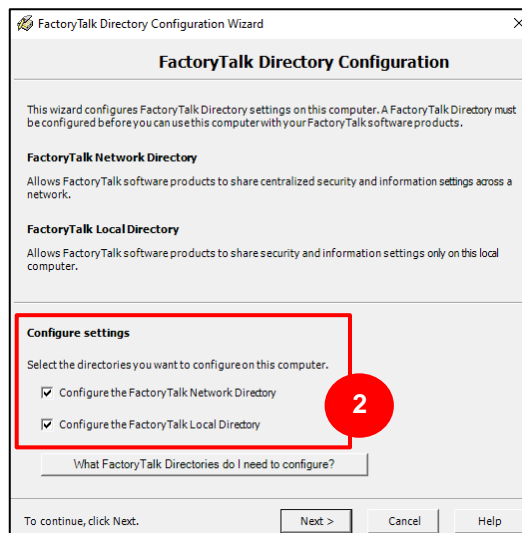 FactoryTalk Directory Configuration Wizard
FactoryTalk Directory Configuration
This wizard configures FactoryTalk Directory settings on this computer. A FactoryTalk Directory must
be configured before you can use this computer with your FactoryTalk software products.
FactoryTalk Network Directory
Allows FactoryTalk software products to share centralized security and information settings across a
network.
FactoryTalk Local Directory
Allows FactoryTalk software products to share security and information settings only on this local
computer.
Configure settings
Select the directories you want to configure on this computer.
Configure the FactoryTalk Network Directory
Configure the FactoryTalk Local Directory
2
What FactoryTalk Directories do I need to configure?
To continue, click Next.
Next >
Cancel
Help